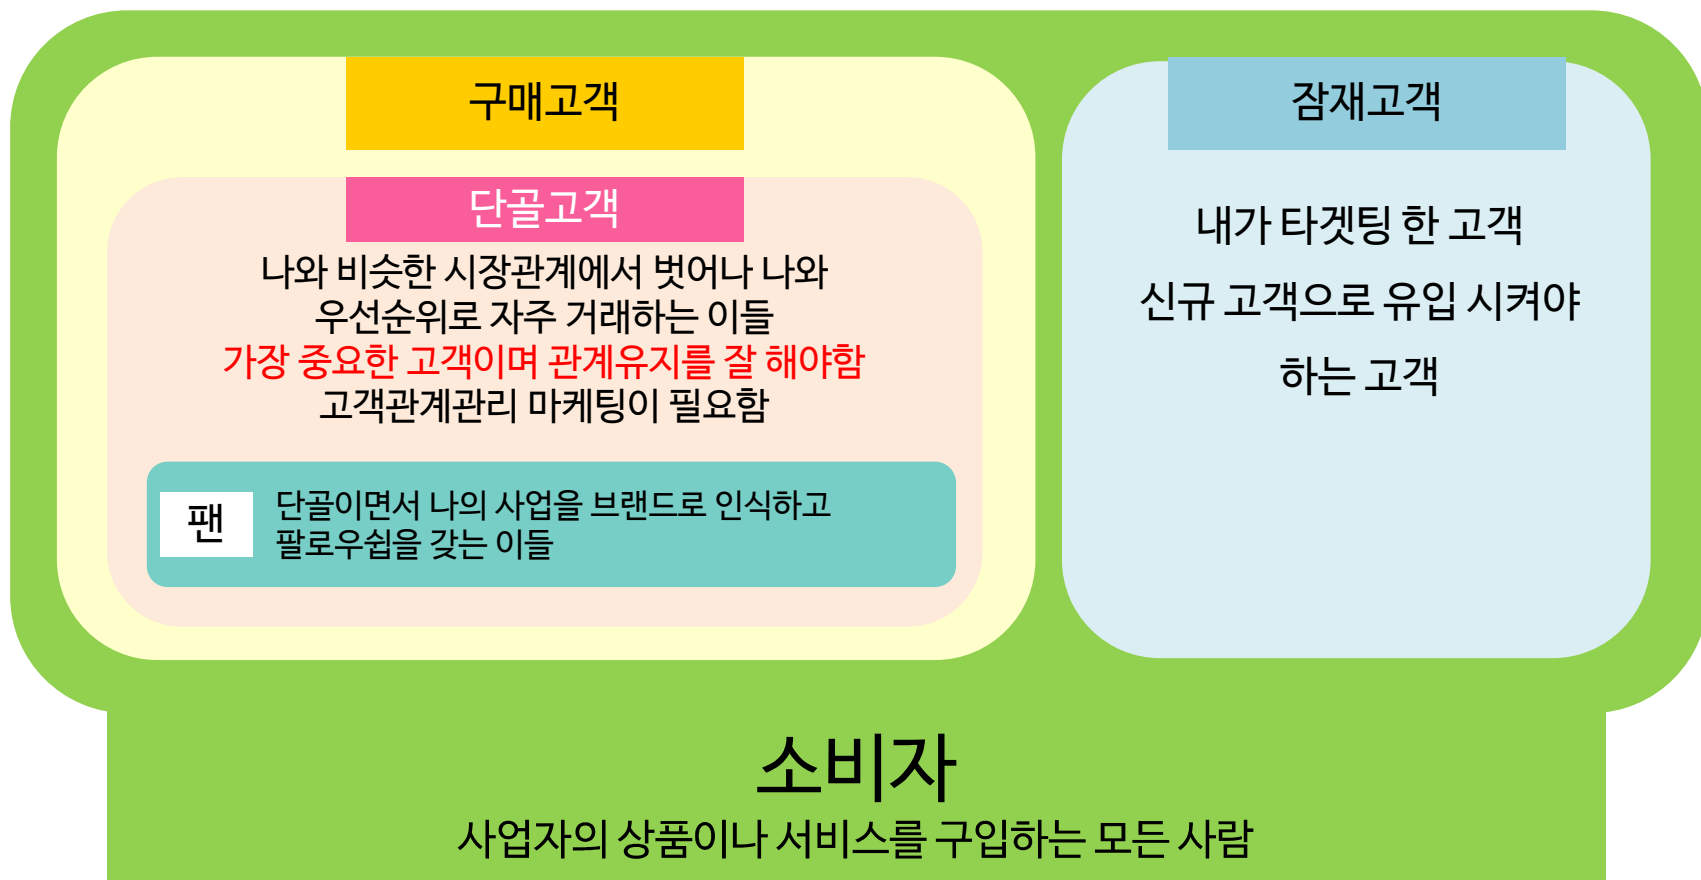 구매고객
단골고객
나와 비슷한 시장관계에서 벗어나 나와
우선순위로 자주 거래하는 이들
가장 중요한 고객이며 관계유지를 잘 해야함
고객관계관리 마케팅이 필요함
팬
단골이면서 나의 사업을 브랜드로 인식하고
팔로우쉽을 갖는 이들
잠재고객
내가 타겟팅 한 고객
신규 고객으로 유입 시켜야
하는 고객
소비자
사업자의 상품이나 서비스를 구입하는 모든 사람